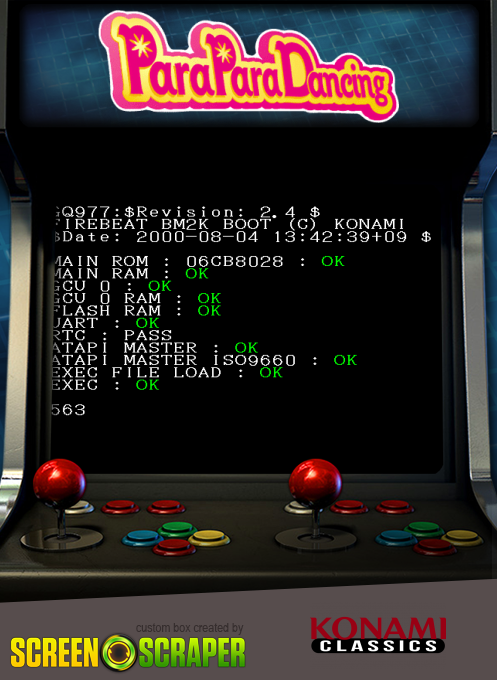 ParaParaDancing
GQ977:$Revision: 2.4 $
FIREBEAT BM2K BOOT (C) KONAMI
$Date: 2000-08-04 13:42:39+09 $
MAIN ROM : 06CB8028 : OK
MAIN RAM : OK
GCU 0 : OK
GCU 0 RAM : OK
FLASH RAM : OK
UART : OK
RTC : PASS
ATAPI MASTER : OK
ATAPI MASTER ISO9660 : OK
EXEC FILE LOAD : OK
EXEC : OK
563
custom box created by
SCREEN SCRAPER
KONAMI
CLASSICS